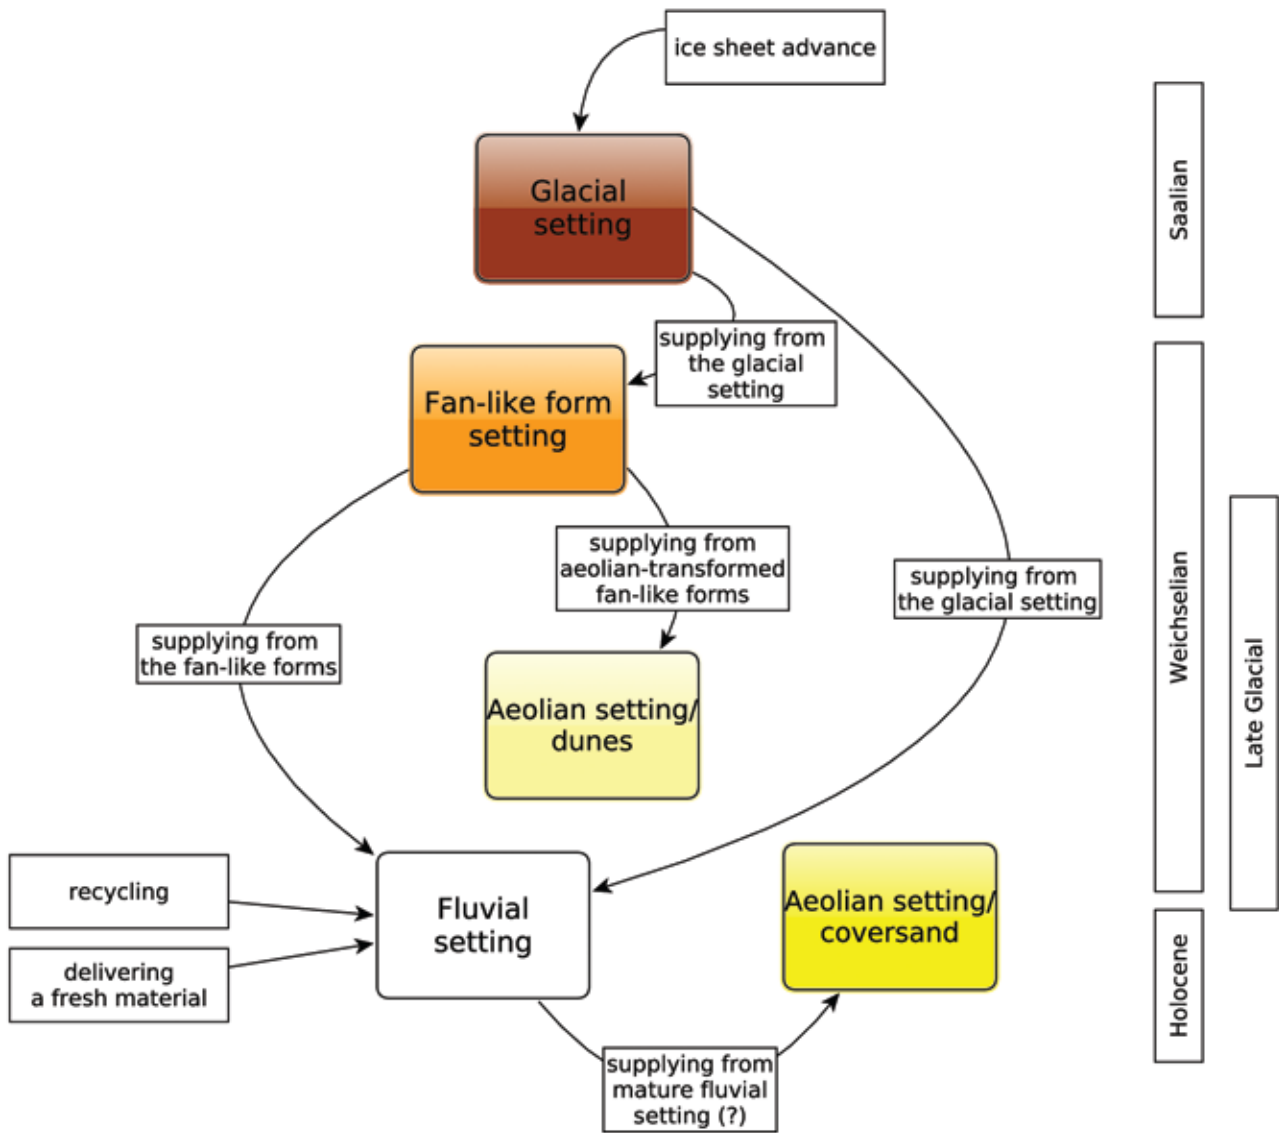 ice sheet advance
Glacial
setting
supplying from
the glacial
setting
Fan-like form
setting
supplying from
aeolian-transformed
fan-like forms
supplying from
the glacial setting
supplying from
the fan-like forms
Aeolian setting/
dunes
recycling
delivering
a fresh material
Fluvial
setting
Aeolian setting/
coversand
supplying from
mature fluvial
setting (?)
Saalian
Weichselian
Late Glacial
Holocene